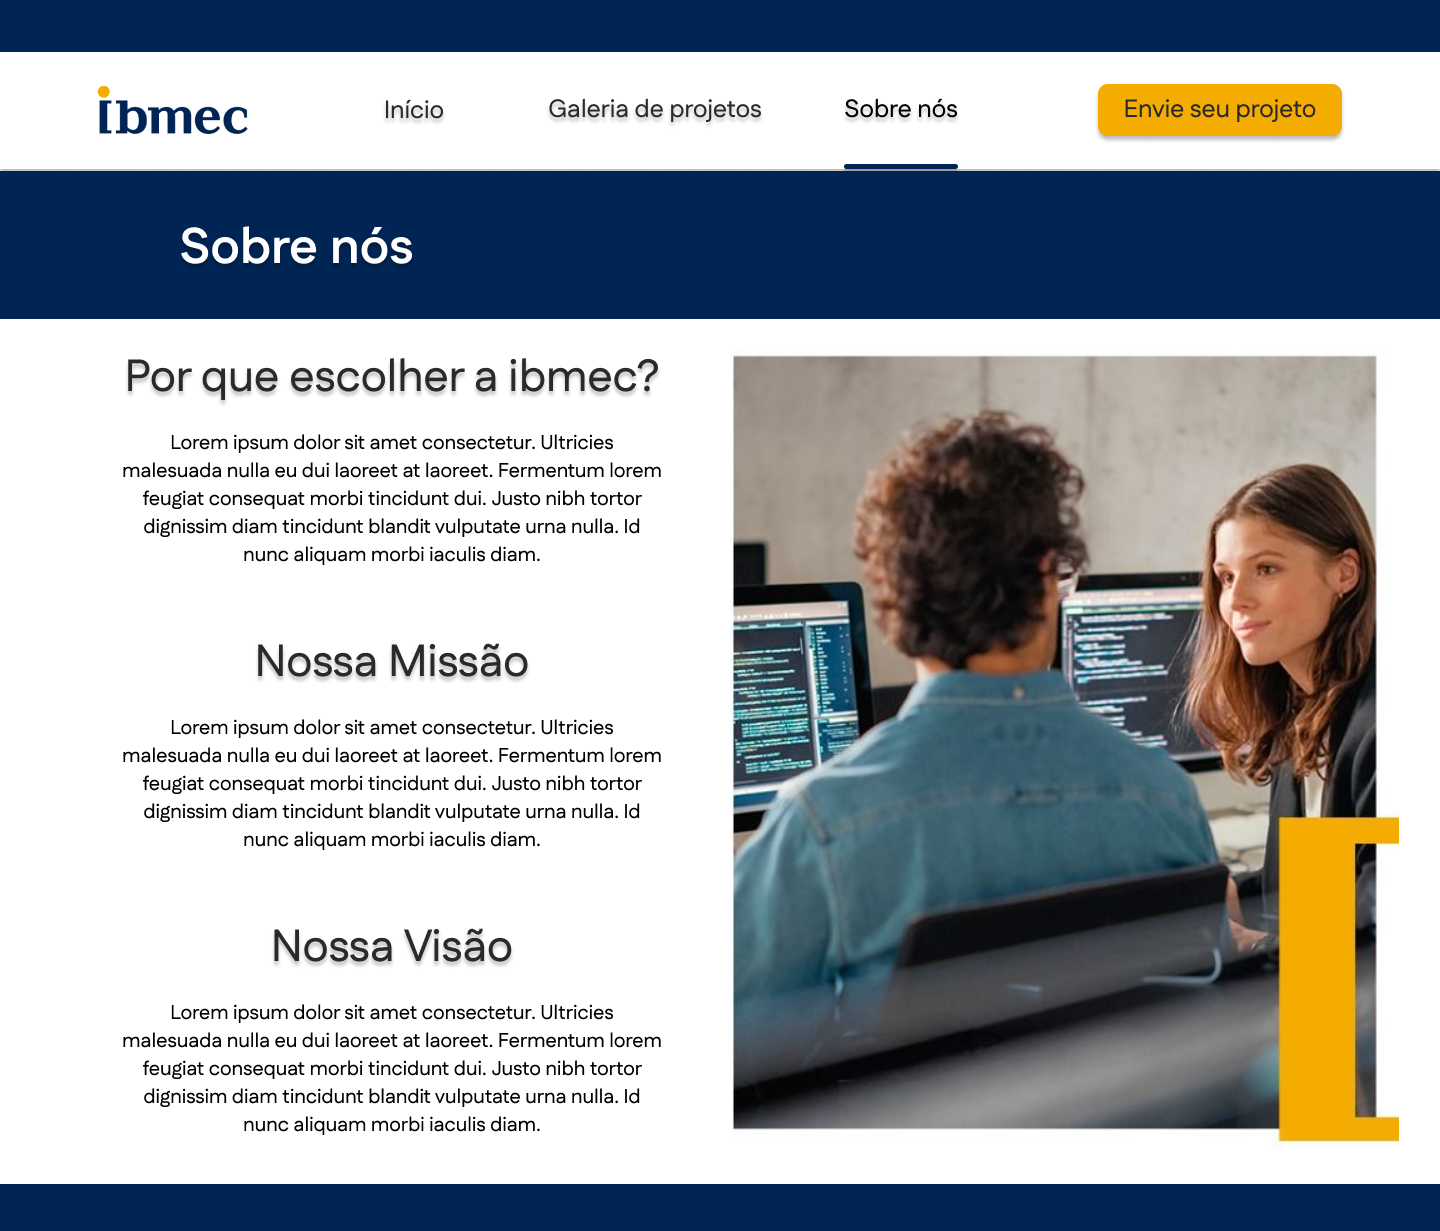 ibmec
Início
Galeria de projetos
Sobre nós
Envie seu projeto
Sobre nós
Por que escolher a ibmec?
Lorem ipsum dolor sit amet consectetur. Ultricies
malesuada nulla eu dui laoreet at laoreet. Fermentum lorem
feugiat consequat morbi tincidunt dui. Justo nibh tortor
dignissim diam tincidunt blandit vulputate urna nulla. Id
nunc aliquam morbi iaculis diam.
Nossa Missão
Lorem ipsum dolor sit amet consectetur. Ultricies
malesuada nulla eu dui laoreet at laoreet. Fermentum lorem
feugiat consequat morbi tincidunt dui. Justo nibh tortor
dignissim diam tincidunt blandit vulputate urna nulla. Id
nunc aliquam morbi iaculis diam.
Nossa Visão
Lorem ipsum dolor sit amet consectetur. Ultricies
malesuada nulla eu dui laoreet at laoreet. Fermentum lorem
feugiat consequat morbi tincidunt dui. Justo nibh tortor
dignissim diam tincidunt blandit vulputate urna nulla. Id
nunc aliquam morbi iaculis diam.